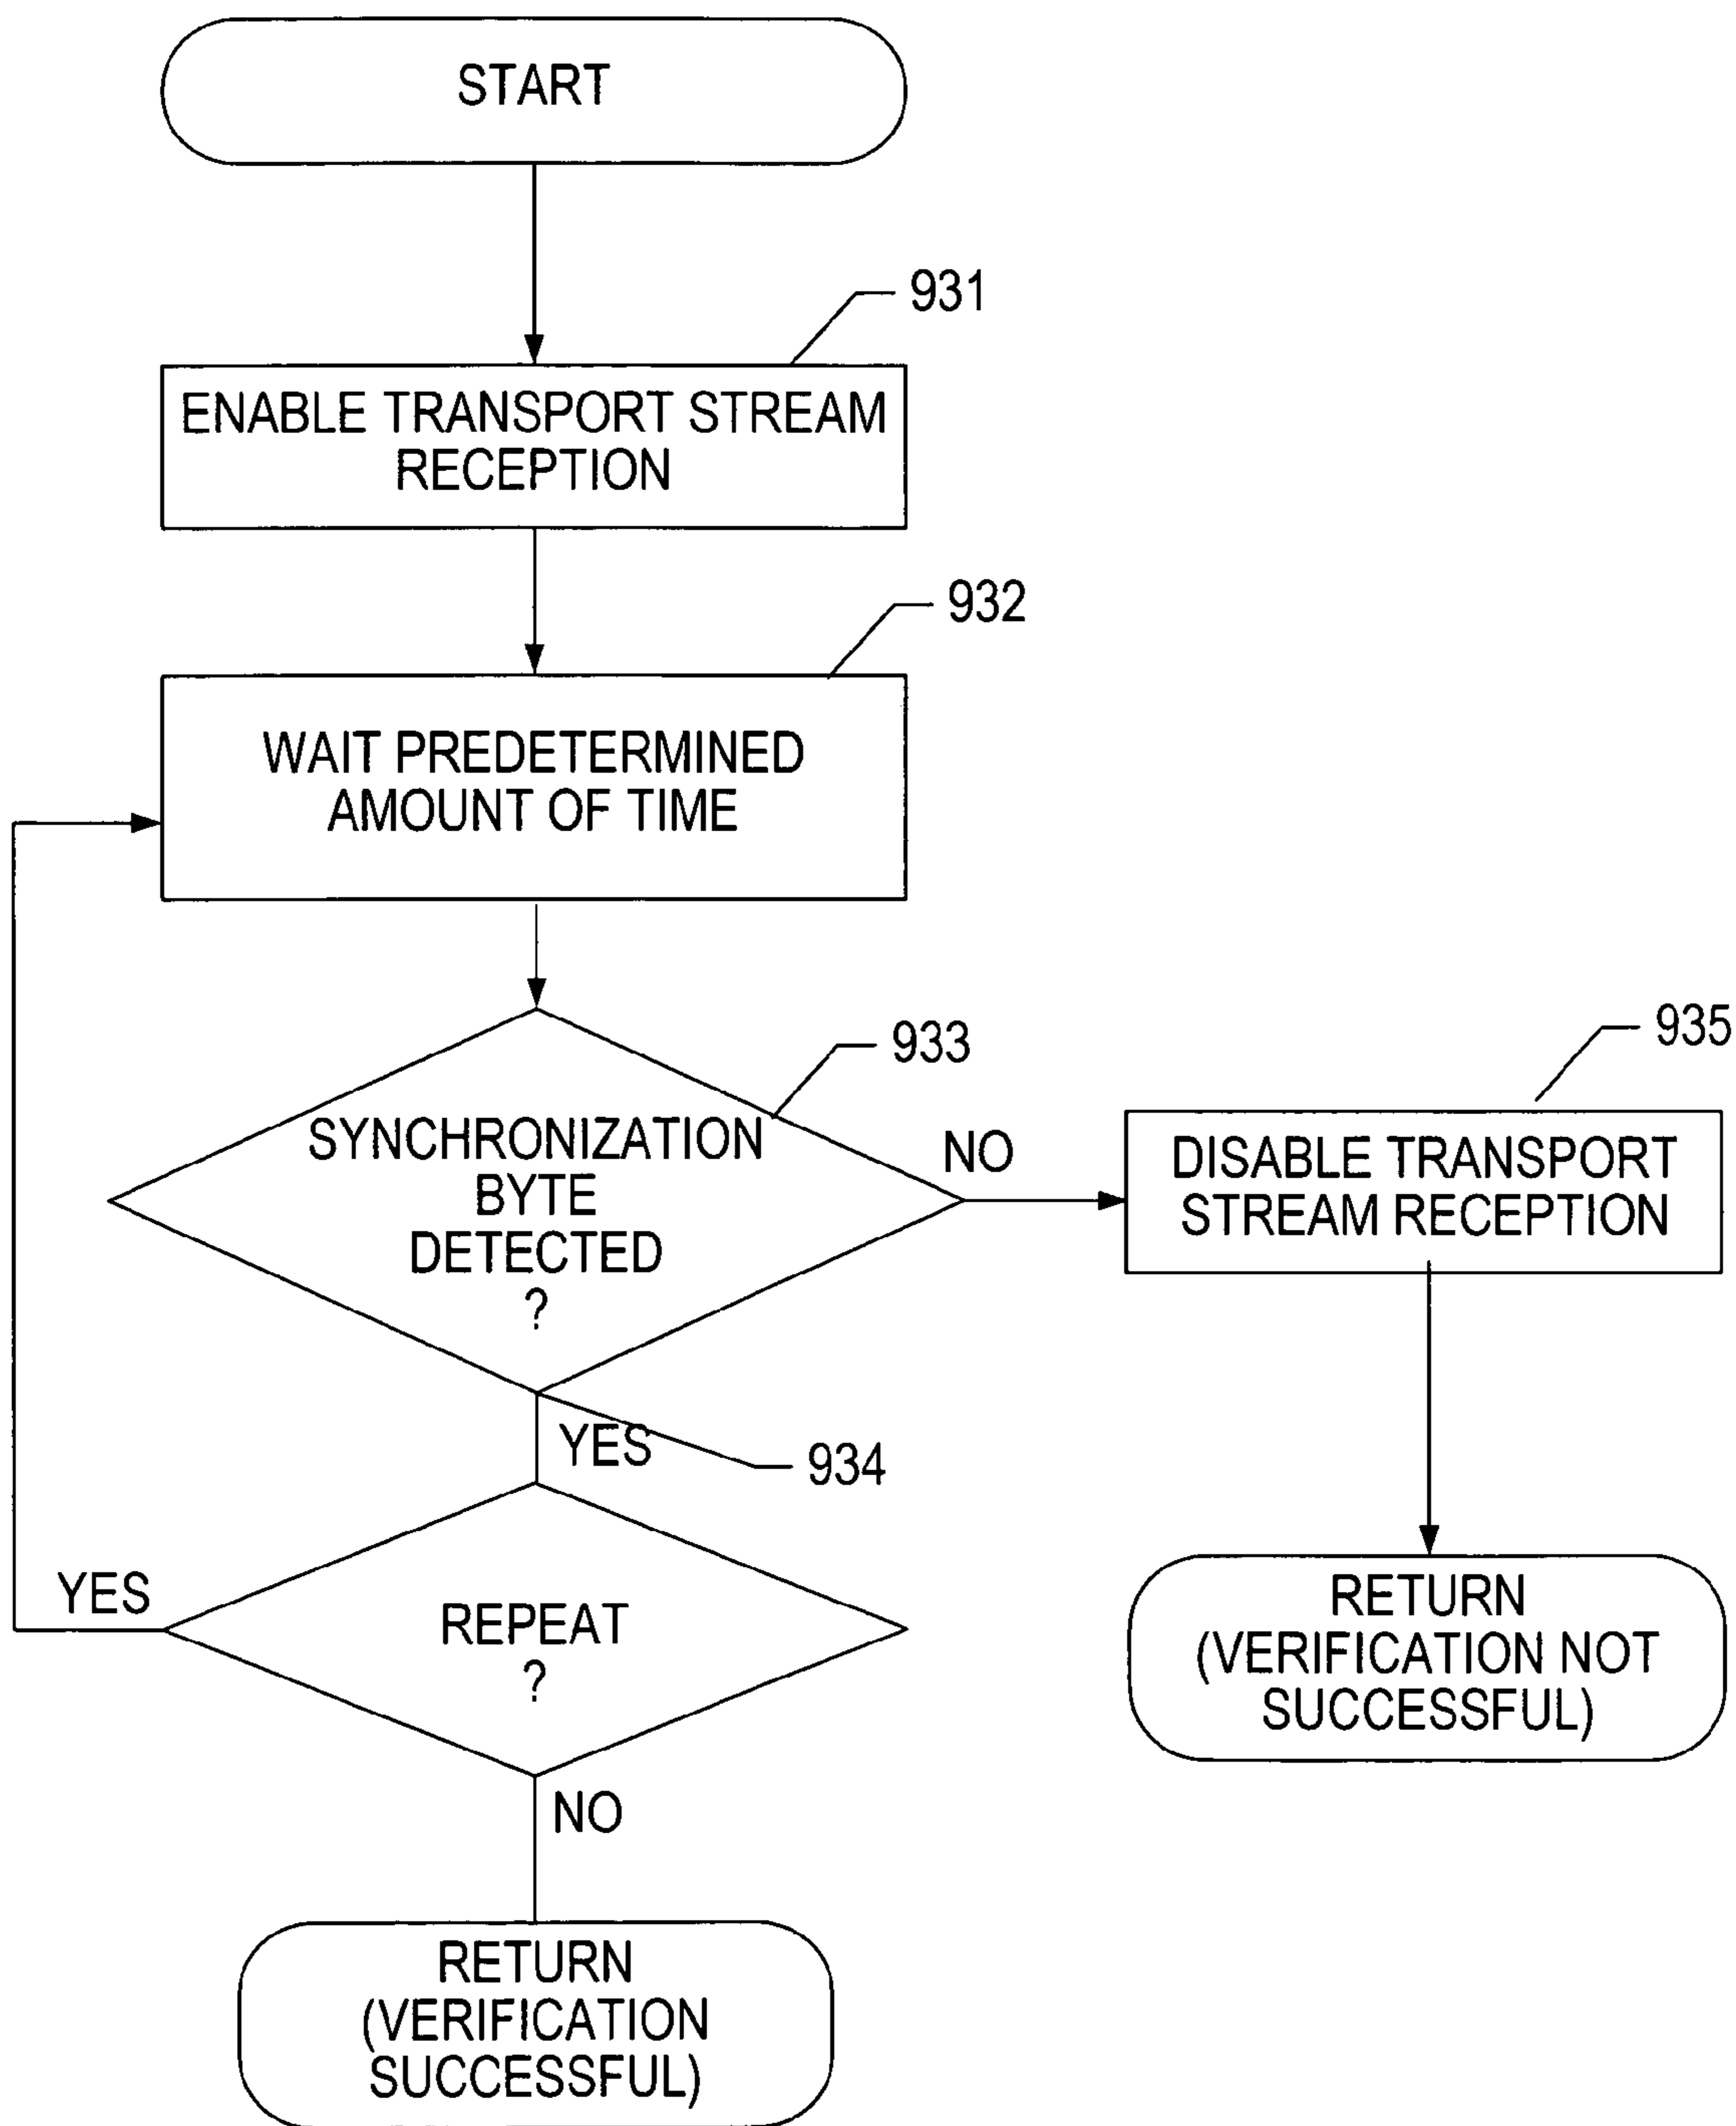 START
931
ENABLE TRANSPORT STREAM
RECEPTION
932
WAIT PREDETERMINED
AMOUNT OF TIME
933
SYNCHRONIZATION
BYTE
DETECTED
?
NO
935
DISABLE TRANSPORT
STREAM RECEPTION
YES
934
YES
REPEAT
?
RETURN
(VERIFICATION NOT
SUCCESSFUL)
NO
RETURN
(VERIFICATION
SUCCESSFUL)